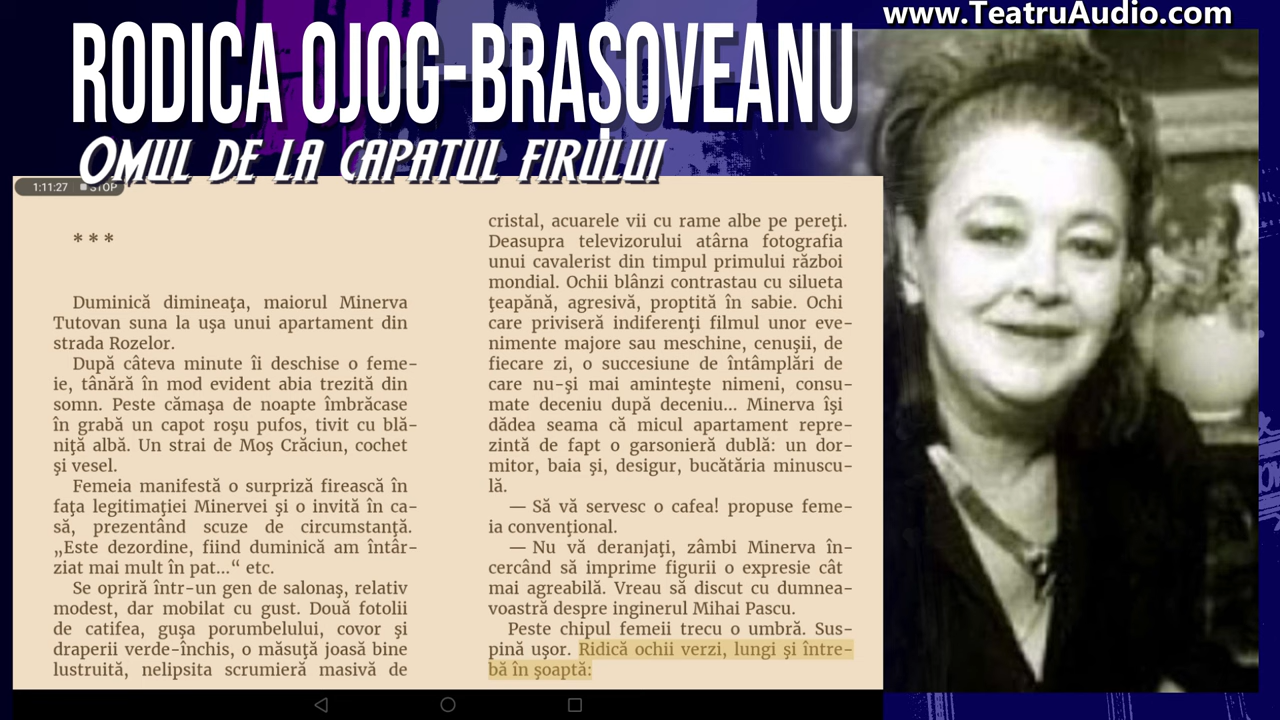 www.TeatruAudio.com
RODICA OJOG-BRAȘOVEANU
OMUL DE LA CAPATUL FIRULUI
1:11:27 STOP
* * *
Duminică dimineaţa, maiorul Minerva
Tutovan suna la uşa unui apartament din
strada Rozelor.
După câteva minute îi deschise o feme-
ie, tânără în mod evident abia trezită din
somn. Peste cămaşa de noapte îmbrăcase
în grabă un capot roşu pufos, tivit cu blă-
niţă albă. Un strai de Moş Crăciun, cochet
şi vesel.
Femeia manifestă o surpriză firească în
faţa legitimaţiei Minervei şi o invită în ca-
să, prezentând scuze de circumstanţă.
„Este dezordine, fiind duminică am întâr-
ziat mai mult în pat...“ etc.
Se opriră într-un gen de salonaş, relativ
modest, dar mobilat cu gust. Două fotolii
de catifea, guşa porumbelului, covor şi
draperii verde-închis, o măsuţă joasă bine
lustruită, nelipsita scrumieră masivă de
cristal, acuarele vii cu rame albe pe pereţi.
Deasupra televizorului atârna fotografia
unui cavalerist din timpul primului război
mondial. Ochii blânzi contrastau cu silueta
ţeapănă, agresivă, proptită în sabie. Ochi
care priviseră indiferenţi filmul unor eve-
nimente majore sau meschine, cenuşii, de
fiecare zi, o succesiune de întâmplări de
care nu-şi mai aminteşte nimeni, consu-
mate deceniu după deceniu... Minerva îşi
dădea seama că micul apartament repre-
zintă de fapt o garsonieră dublă: un dor-
mitor, baia şi, desigur, bucătăria minuscu-
lă.
— Să vă servesc o cafea! propuse feme-
ia convenţional.
— Nu vă deranjaţi, zâmbi Minerva în-
cercând să imprime figurii o expresie cât
mai agreabilă. Vreau să discut cu dumnea-
voastră despre inginerul Mihai Pascu.
Peste chipul femeii trecu o umbră. Sus-
pină uşor. Ridică ochii verzi, lungi şi între-
bă în şoaptă: